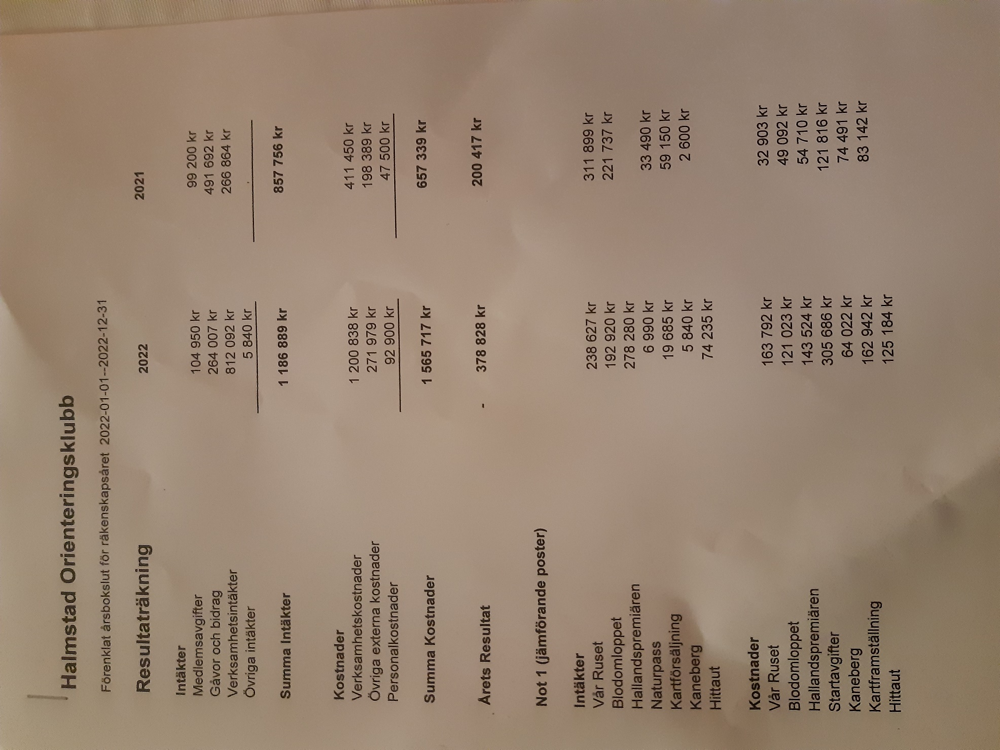 Halmstad Orienteringsklubb
Förenklat årsbokslut för räkenskapsåret 2022-01-01--2022-12-31
Resultaträkning 2022 2021
Intäkter
Medlemsavgifter 104 950 kr 99 200 kr
Gåvor och bidrag 264 007 kr 491 692 kr
Verksamhetsintäkter 812 092 kr 266 864 kr
Övriga intäkter 5 840 kr
Summa Intäkter 1 186 889 kr 857 756 kr
Kostnader
Verksamhetskostnader 1 200 838 kr 411 450 kr
Övriga externa kostnader 271 979 kr 198 389 kr
Personalkostnader 92 900 kr 47 500 kr
Summa Kostnader 1 565 717 kr 657 339 kr
Årets Resultat - 378 828 kr 200 417 kr
Not 1 (jämförande poster)
Intäkter
Vår Ruset 238 627 kr 311 899 kr
Blodomloppet 192 920 kr 221 737 kr
Hallandspremiären 278 280 kr
Naturpass 6 990 kr 33 490 kr
Kartförsäljning 19 685 kr 59 150 kr
Kaneberg 5 840 kr 2 600 kr
Hittaut 74 235 kr
Kostnader
Vår Ruset 163 792 kr 32 903 kr
Blodomloppet 121 023 kr 49 092 kr
Hallandspremiären 143 524 kr 54 710 kr
Startavgifter 305 686 kr 121 816 kr
Kaneberg 64 022 kr 74 491 kr
Kartframställning 162 942 kr 83 142 kr
Hittaut 125 184 kr